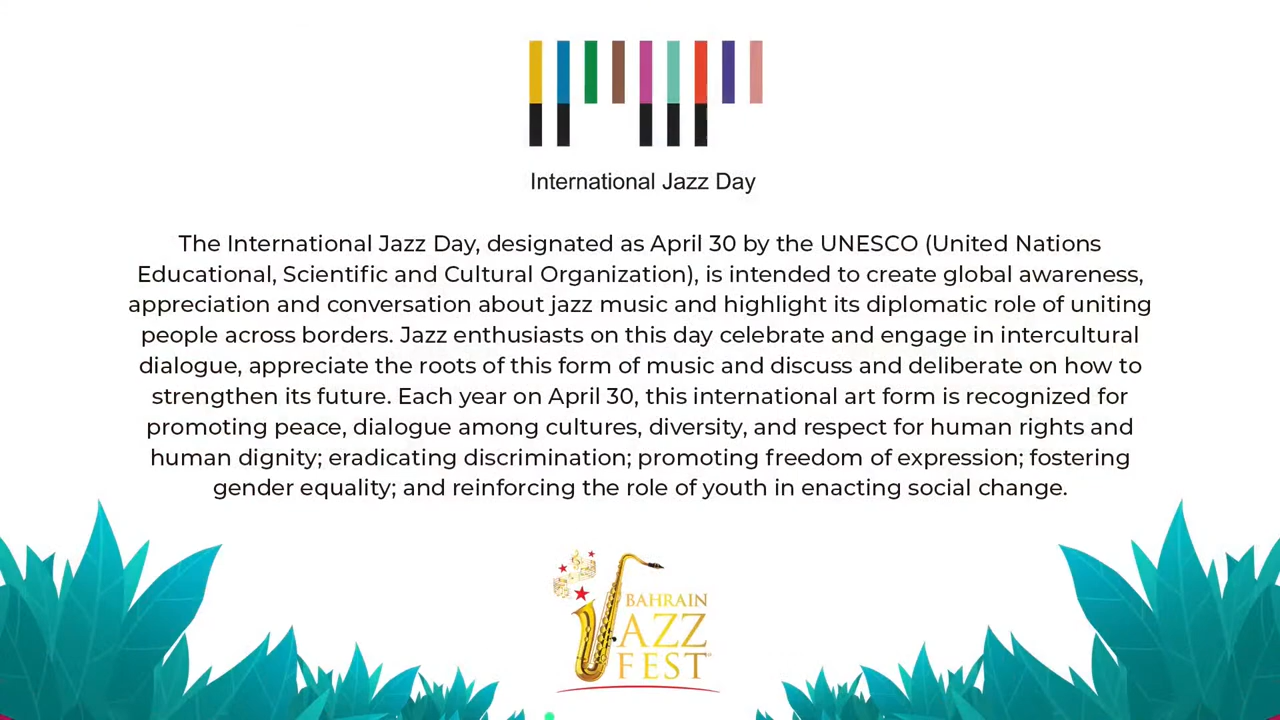 International Jazz Day
The International Jazz Day, designated as April 30 by the UNESCO (United Nations
Educational, Scientific and Cultural Organization), is intended to create global awareness,
appreciation and conversation about jazz music and highlight its diplomatic role of uniting
people across borders. Jazz enthusiasts on this day celebrate and engage in intercultural
dialogue, appreciate the roots of this form of music and discuss and deliberate on how to
strengthen its future. Each year on April 30, this international art form is recognized for
promoting peace, dialogue among cultures, diversity, and respect for human rights and
human dignity; eradicating discrimination; promoting freedom of expression; fostering
gender equality; and reinforcing the role of youth in enacting social change.
BAHRAIN
JAZZ
FEST